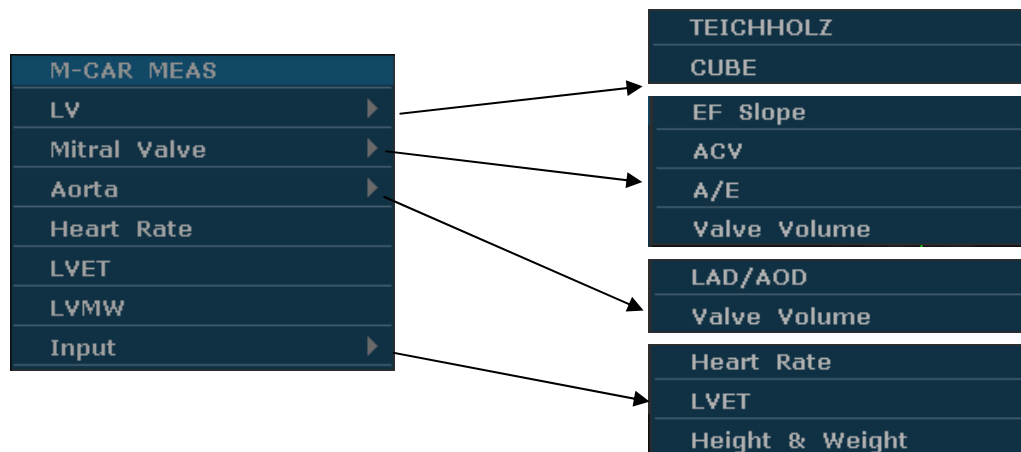 M-CAR MEAS
LV
Mitral Valve
Aorta
Heart Rate
LVET
LVMW
Input
TEICHHOLZ
CUBE
EF Slope
ACV
A/E
Valve Volume
LAD/AOD
Valve Volume
Heart Rate
LVET
Height & Weight